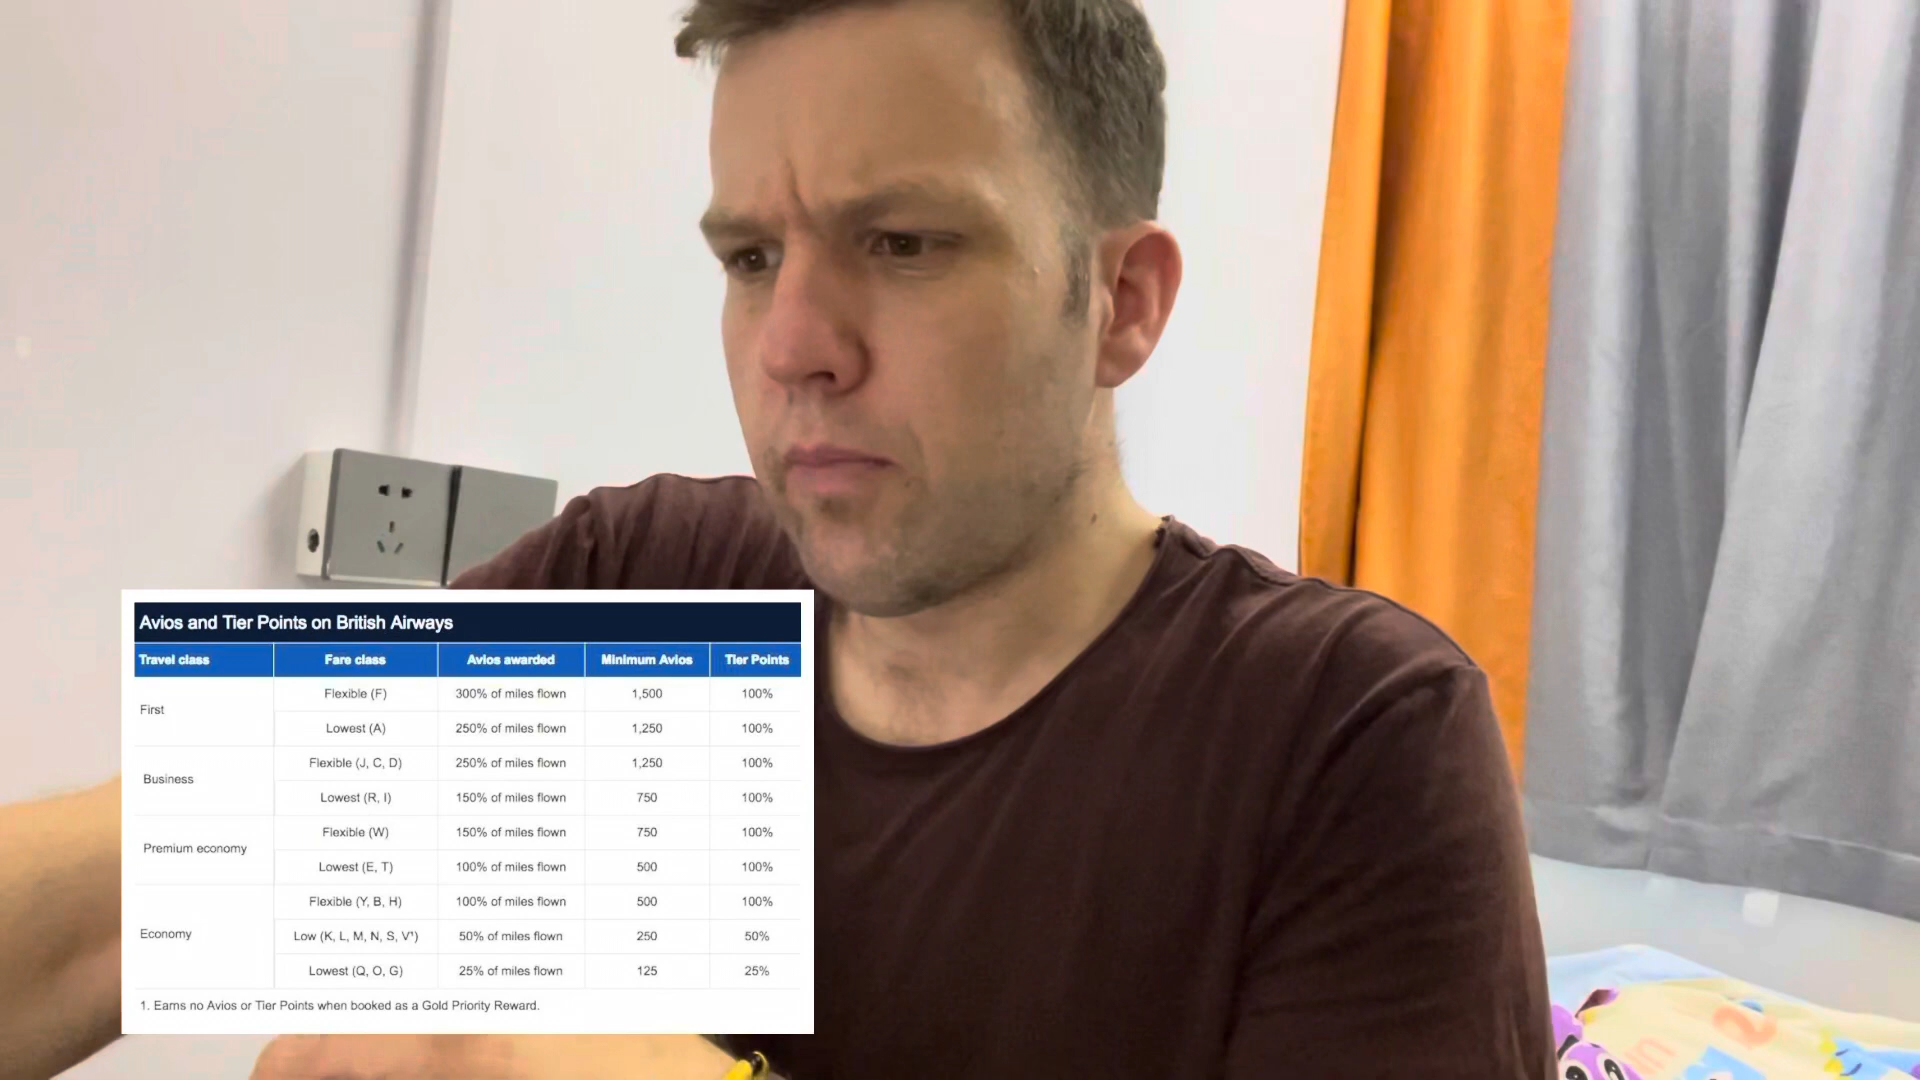 Avios and Tier Points on British Airways
Travel class Fare class Avios awarded Minimum Avios Tier Points
First
Flexible (F) 300% of miles flown 1,500 100%
Lowest (A) 250% of miles flown 1,250 100%
Business
Flexible (J, C, D) 250% of miles flown 1,250 100%
Lowest (R, I) 150% of miles flown 750 100%
Premium economy
Flexible (W) 150% of miles flown 750 100%
Lowest (E, T) 100% of miles flown 500 100%
Economy
Flexible (Y, B, H) 100% of miles flown 500 100%
Low (K, L, M, N, S, V¹) 50% of miles flown 250 50%
Lowest (Q, O, G) 25% of miles flown 125 25%
1. Earns no Avios or Tier Points when booked as a Gold Priority Reward.
2